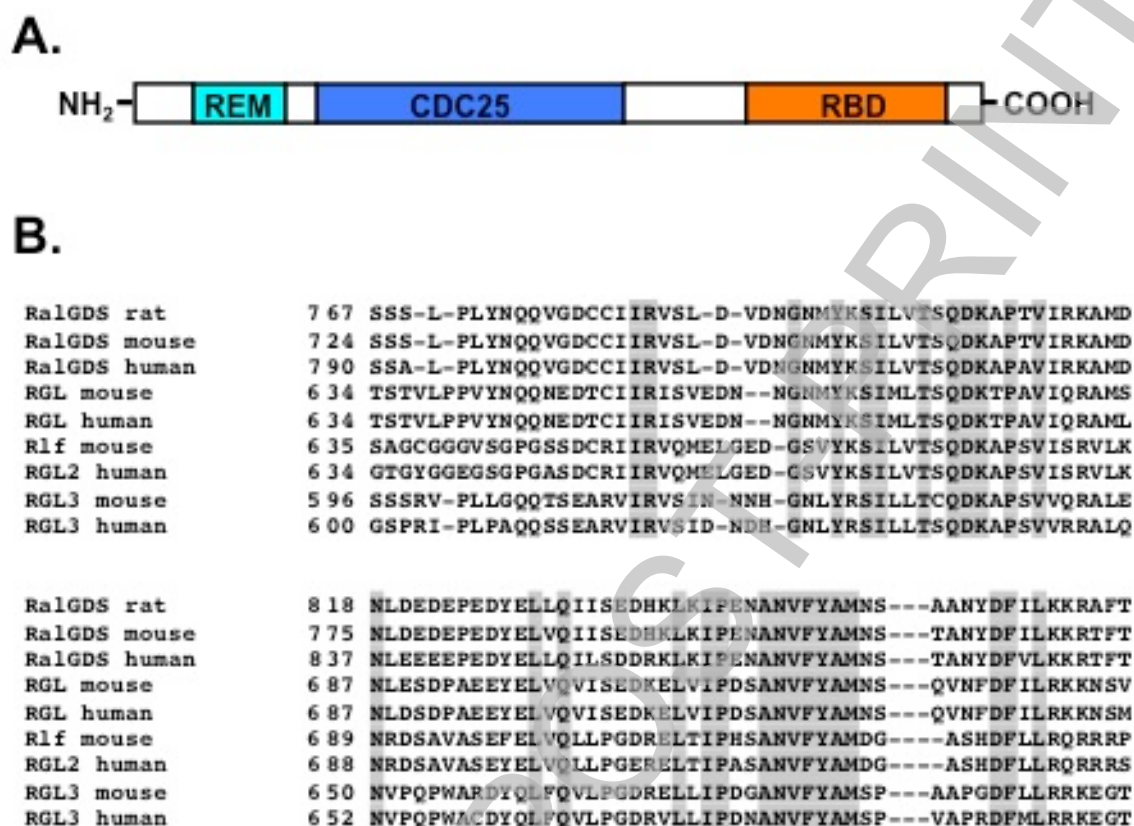 A.
NH2 REM CDC25 RBD COOH
B.
RalGDS rat 767 SSS-L-PLYNQQVGDCCIIRVSL-D-VDNGNMYKSILVTSQDKAPTVIRKAMD
RalGDS mouse 724 SSS-L-PLYNQQVGDCCIIRVSL-D-VDNGNMYKSILVTSQDKAPTVIRKAMD
RalGDS human 790 SSA-L-PLYNQQVGDCCIIRVSL-D-VDNGNMYKSILVTSQDKAPAVIRKAMD
RGL mouse 634 TSTVLPPVYNQQNEDTCIIRISVEDN--NGNMYKSIMLTSQDKTPAVIQRAMS
RGL human 634 TSTVLPPVYNQQNEDTCIIRISVEDN--NGNMYKSIMLTSQDKTPAVIQRAML
Rlf mouse 635 SAGCGGGVSGPGSSDCRIIRVQMELGED-GSVYKSILVTSQDKAPSVISRVLK
RGL2 human 634 GTGYGGEGSGPGASDCRIIRVQMELGED-GSVYKSILVTSQDKAPSVISRVLK
RGL3 mouse 596 SSSRV-PLLGQQTSEARVIRVSIN-NNH-GNLYRSILLTCQDKAPSVVQRALE
RGL3 human 600 GSPRI-PLPAQQSSEARVIRVSID-NDH-GNLYRSILLTSQDKAPSVVRRALQ
RalGDS rat 818 NLDEDEPEDYELLQIISEDHKLKIPENANVFYAMNS---AANYDFILKKRAFT
RalGDS mouse 775 NLDEDEPEDYELVQIISEDHKLKIPENANVFYAMNS---TANYDFILKKRTFT
RalGDS human 837 NLEEEEPEDYELLQILSDDRKLKIPENANVFYAMNS---TANYDFVLKKRTFT
RGL mouse 687 NLESDPAEEYELVQVISEDKELVIPDSANVFYAMNS---QVNFDFILRKKNSV
RGL human 687 NLDSDPAEEYELVQVISEDKELVIPDSANVFYAMNS---QVNFDFILRKKNSM
Rlf mouse 689 NRDSAVASEFELVQLLPGDRELTIPHSANVFYAMDG----ASHDFLLRQRRRP
RGL2 human 688 NRDSAVASEYELVQLLPGERELTIPASANVFYAMDG----ASHDFLLRQRRRS
RGL3 mouse 650 NVPQPWARDYQLFQVLPGDRELLIPDGANVFYAMSP---AAPGDFLLRRKEGT
RGL3 human 652 NVPQPWACDYQLFQVLPGDRVLLIPDNANVFYAMSP---VAPRDFMLRRKEGT
POST-PRINT